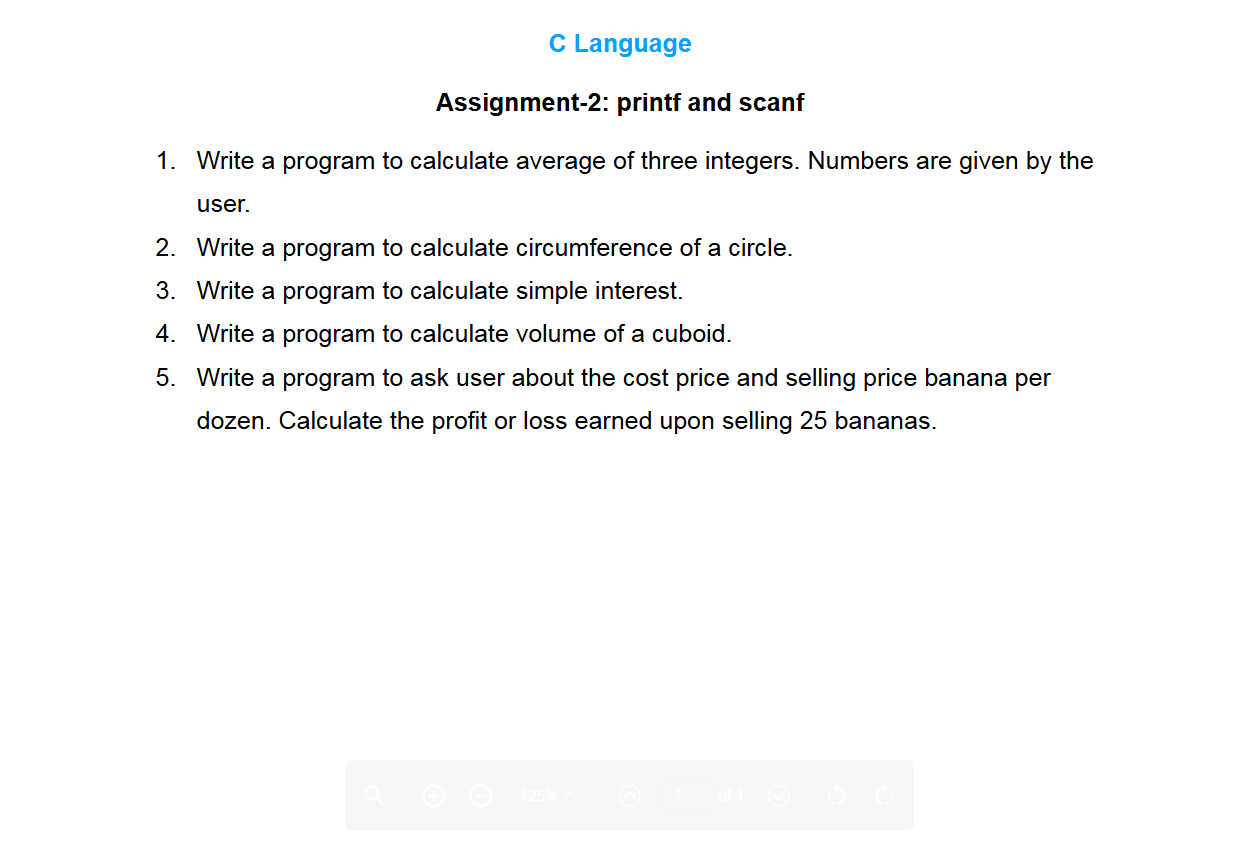 C Language
Assignment-2: printf and scanf
1. Write a program to calculate average of three integers. Numbers are given by the
user.
2. Write a program to calculate circumference of a circle.
3. Write a program to calculate simple interest.
4. Write a program to calculate volume of a cuboid.
5. Write a program to ask user about the cost price and selling price banana per
dozen. Calculate the profit or loss earned upon selling 25 bananas.
125% 1 of 1